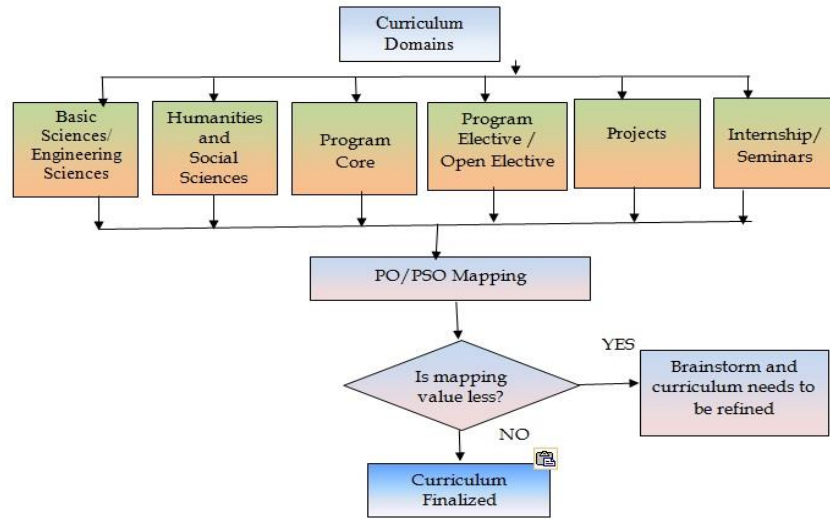 Curriculum
Domains
Basic
Sciences/
Engineering
Sciences
Humanities
and
Social
Sciences
Program
Core
Program
Elective /
Open Elective
Projects
Internship/
Seminars
PO/PSO Mapping
Is mapping
value less?
YES
Brainstorm and
curriculum needs to
be refined
NO
Curriculum
Finalized